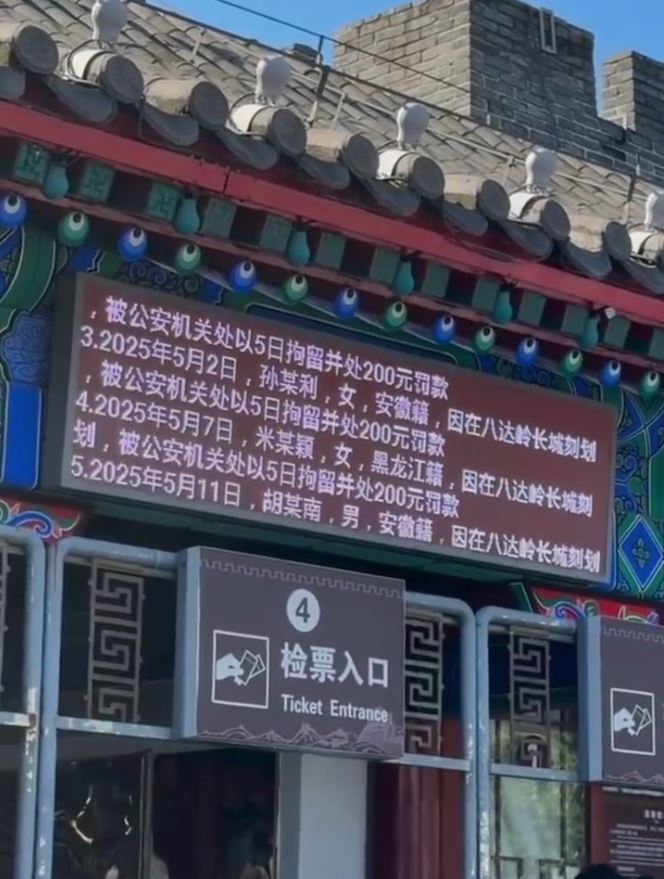 ，被公安机关处以5日拘留并处200元罚款
3.2025年5月2日，孙某利，女，安徽籍，因在八达岭长城刻划
，被公安机关处以5日拘留并处200元罚款
4.2025年5月7日，米某颖，女，黑龙江籍，因在八达岭长城刻
划，被公安机关处以5日拘留并处200元罚款
5.2025年5月11日，胡某南，男，安徽籍，因在八达岭长城刻划
4
检票入口
Ticket Entrance